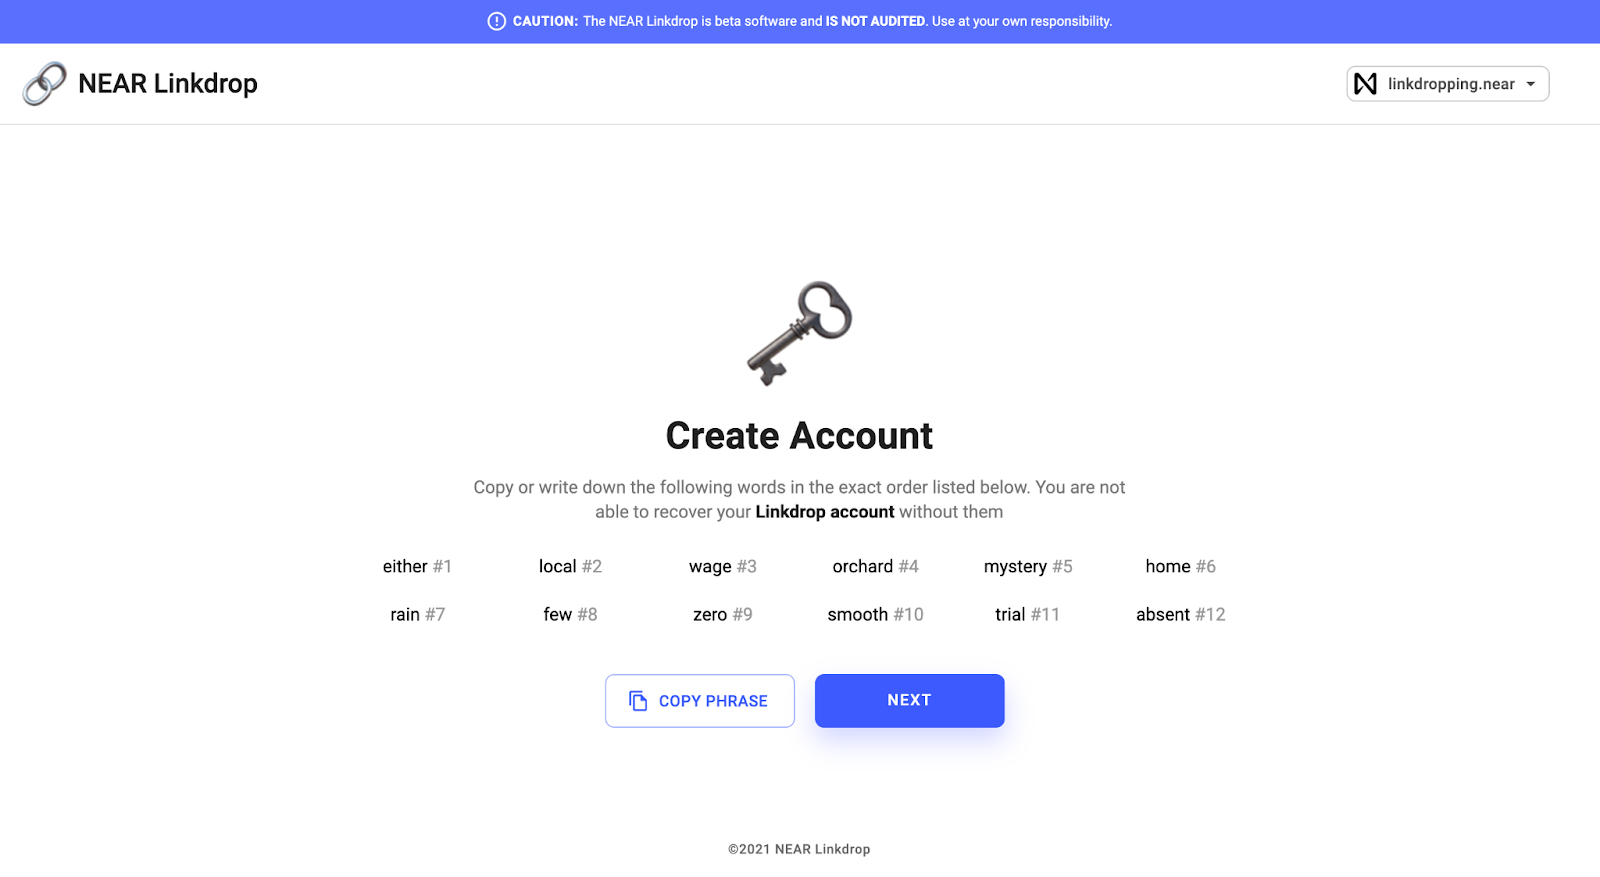 CAUTION: The NEAR Linkdrop is beta software and IS NOT AUDITED. Use at your own responsibility.
NEAR Linkdrop
linkdropping.near
Create Account
Copy or write down the following words in the exact order listed below. You are not
able to recover your Linkdrop account without them
either #1 local #2 wage #3 orchard #4 mystery #5 home #6
rain #7 few #8 zero #9 smooth #10 trial #11 absent #12
COPY PHRASE NEXT
©2021 NEAR Linkdrop